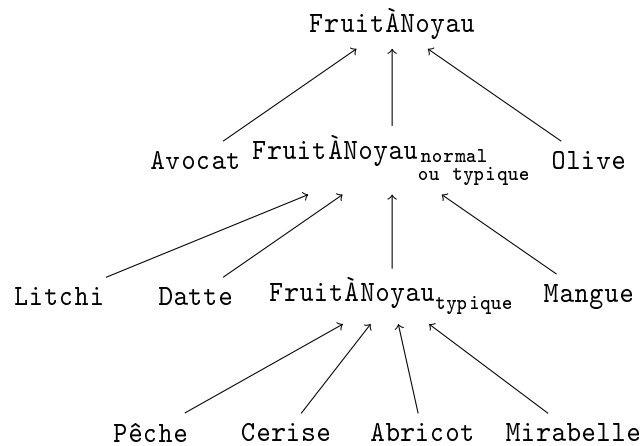 FruitÀNoyau
Avocat FruitÀNoyau normal ou typique Olive
Litchi Datte FruitÀNoyau typique Mangue
Pêche Cerise Abricot Mirabelle